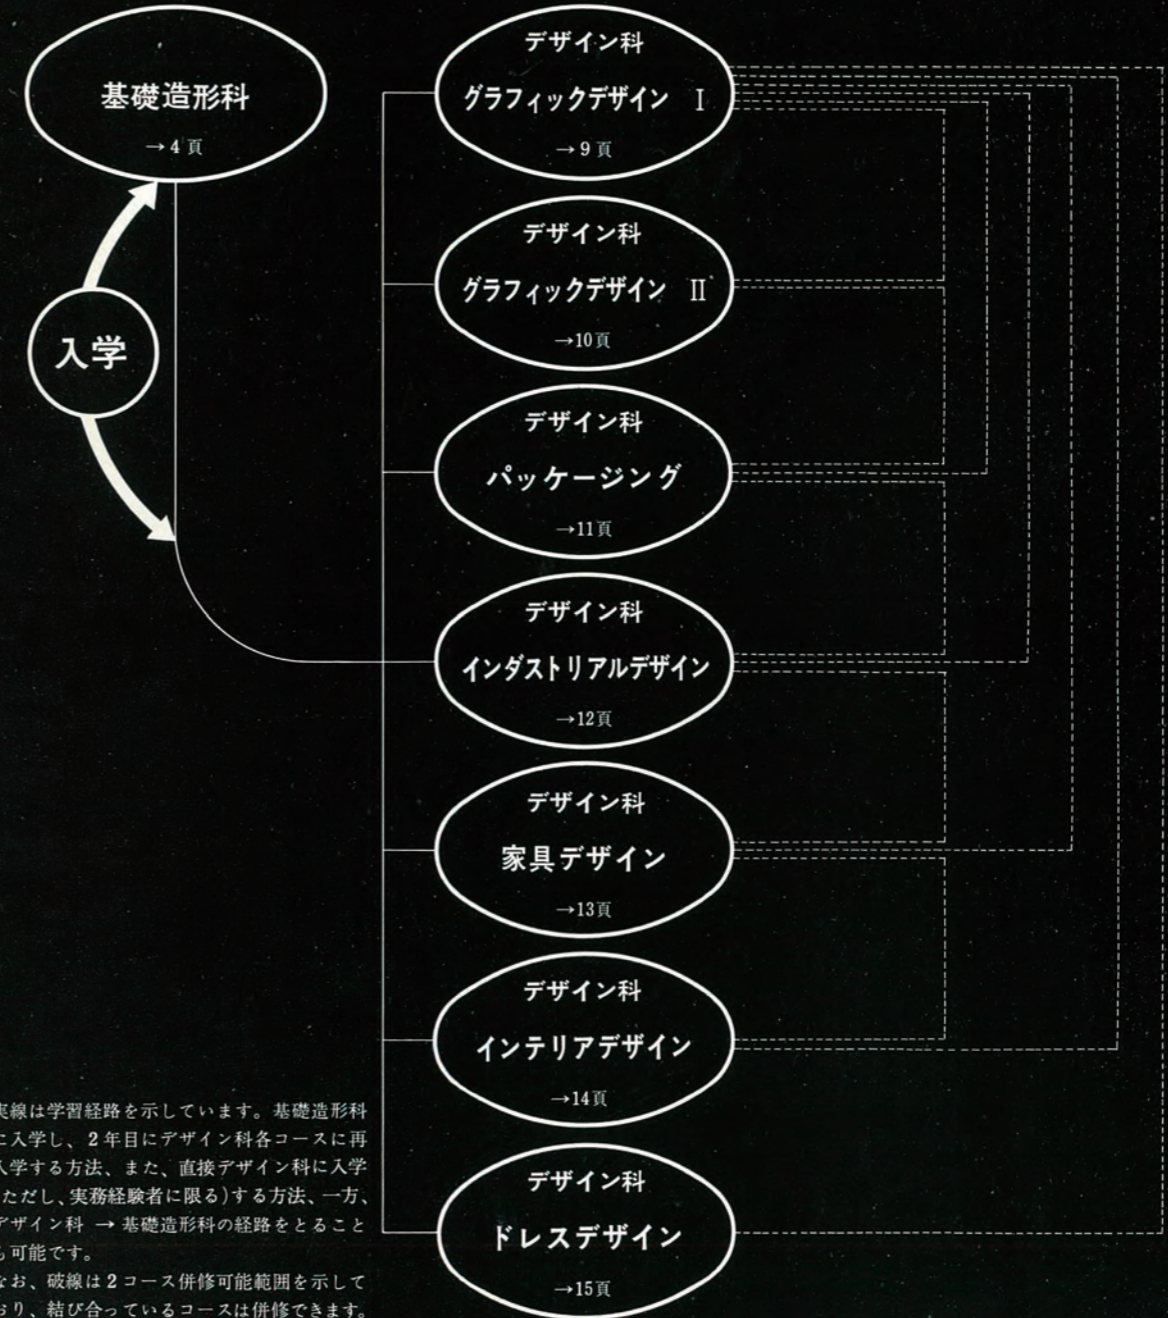 基礎造形科
→4頁
入学
デザイン科
グラフィックデザイン I
→9頁
デザイン科
グラフィックデザイン II
→10頁
デザイン科
パッケージング
→11頁
デザイン科
インダストリアルデザイン
→12頁
デザイン科
家具デザイン
→13頁
デザイン科
インテリアデザイン
→14頁
デザイン科
ドレスデザイン
→15頁
実線は学習経路を示しています。基礎造形科
に入学し、2年目にデザイン科各コースに再
入学する方法、また、直接デザイン科に入学
ただし、実務経験者に限る)する方法、一方、
デザイン科 → 基礎造形科の経路をとること
も可能です。
なお、破線は2コース併修可能範囲を示して
おり、結び合っているコースは併修できます。